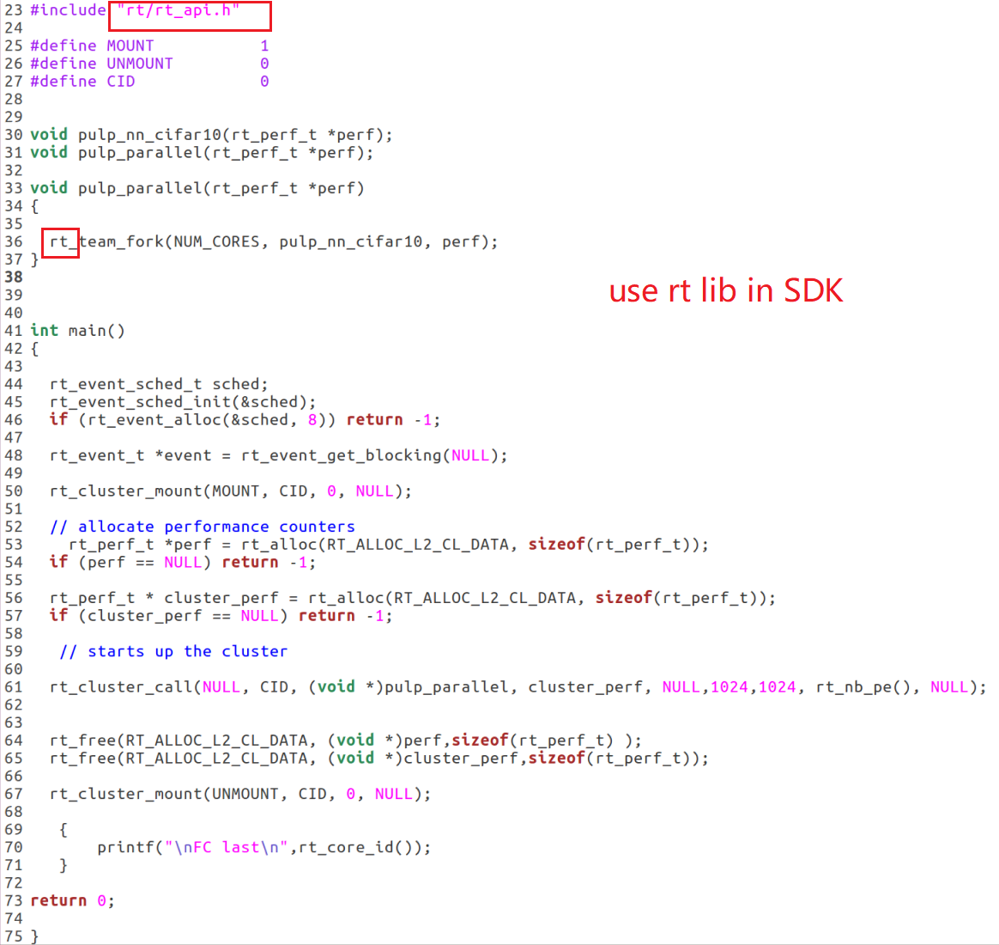 23 #include "rt/rt_api.h"
24
25 #define MOUNT           1
26 #define UNMOUNT         0
27 #define CID             0
28
29
30 void pulp_nn_cifar10(rt_perf_t *perf);
31 void pulp_parallel(rt_perf_t *perf);
32
33 void pulp_parallel(rt_perf_t *perf)
34 {
35
36   rt_team_fork(NUM_CORES, pulp_nn_cifar10, perf);
37 }
38
use rt lib in SDK
39
40
41 int main()
42 {
43
44   rt_event_sched_t sched;
45   rt_event_sched_init(&sched);
46   if (rt_event_alloc(&sched, 8)) return -1;
47
48   rt_event_t *event = rt_event_get_blocking(NULL);
49
50   rt_cluster_mount(MOUNT, CID, 0, NULL);
51
52   // allocate performance counters
53     rt_perf_t *perf = rt_alloc(RT_ALLOC_L2_CL_DATA, sizeof(rt_perf_t));
54   if (perf == NULL) return -1;
55
56   rt_perf_t * cluster_perf = rt_alloc(RT_ALLOC_L2_CL_DATA, sizeof(rt_perf_t));
57   if (cluster_perf == NULL) return -1;
58
59    // starts up the cluster
60
61   rt_cluster_call(NULL, CID, (void *)pulp_parallel, cluster_perf, NULL,1024,1024, rt_nb_pe(), NULL);
62
63
64   rt_free(RT_ALLOC_L2_CL_DATA, (void *)perf,sizeof(rt_perf_t) );
65   rt_free(RT_ALLOC_L2_CL_DATA, (void *)cluster_perf,sizeof(rt_perf_t));
66
67   rt_cluster_mount(UNMOUNT, CID, 0, NULL);
68
69    {
70        printf("\nFC last\n",rt_core_id());
71    }
72
73 return 0;
74
75 }